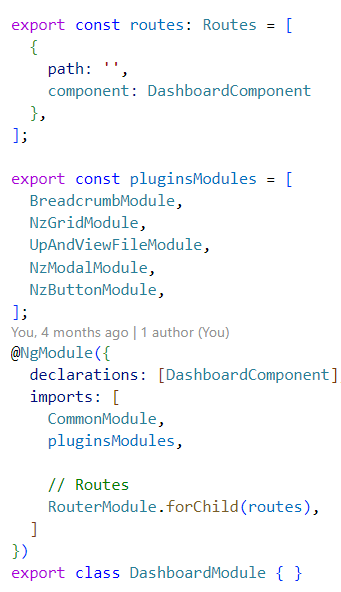 export const routes: Routes = [
  {
    path: '',
    component: DashboardComponent
  },
];

export const pluginsModules = [
  BreadcrumbModule,
  NzGridModule,
  UpAndViewFileModule,
  NzModalModule,
  NzButtonModule,
];
You, 4 months ago | 1 author (You)
@NgModule({
  declarations: [DashboardComponent]
  imports: [
    CommonModule,
    pluginsModules,

    // Routes
    RouterModule.forChild(routes),
  ]
})
export class DashboardModule { }